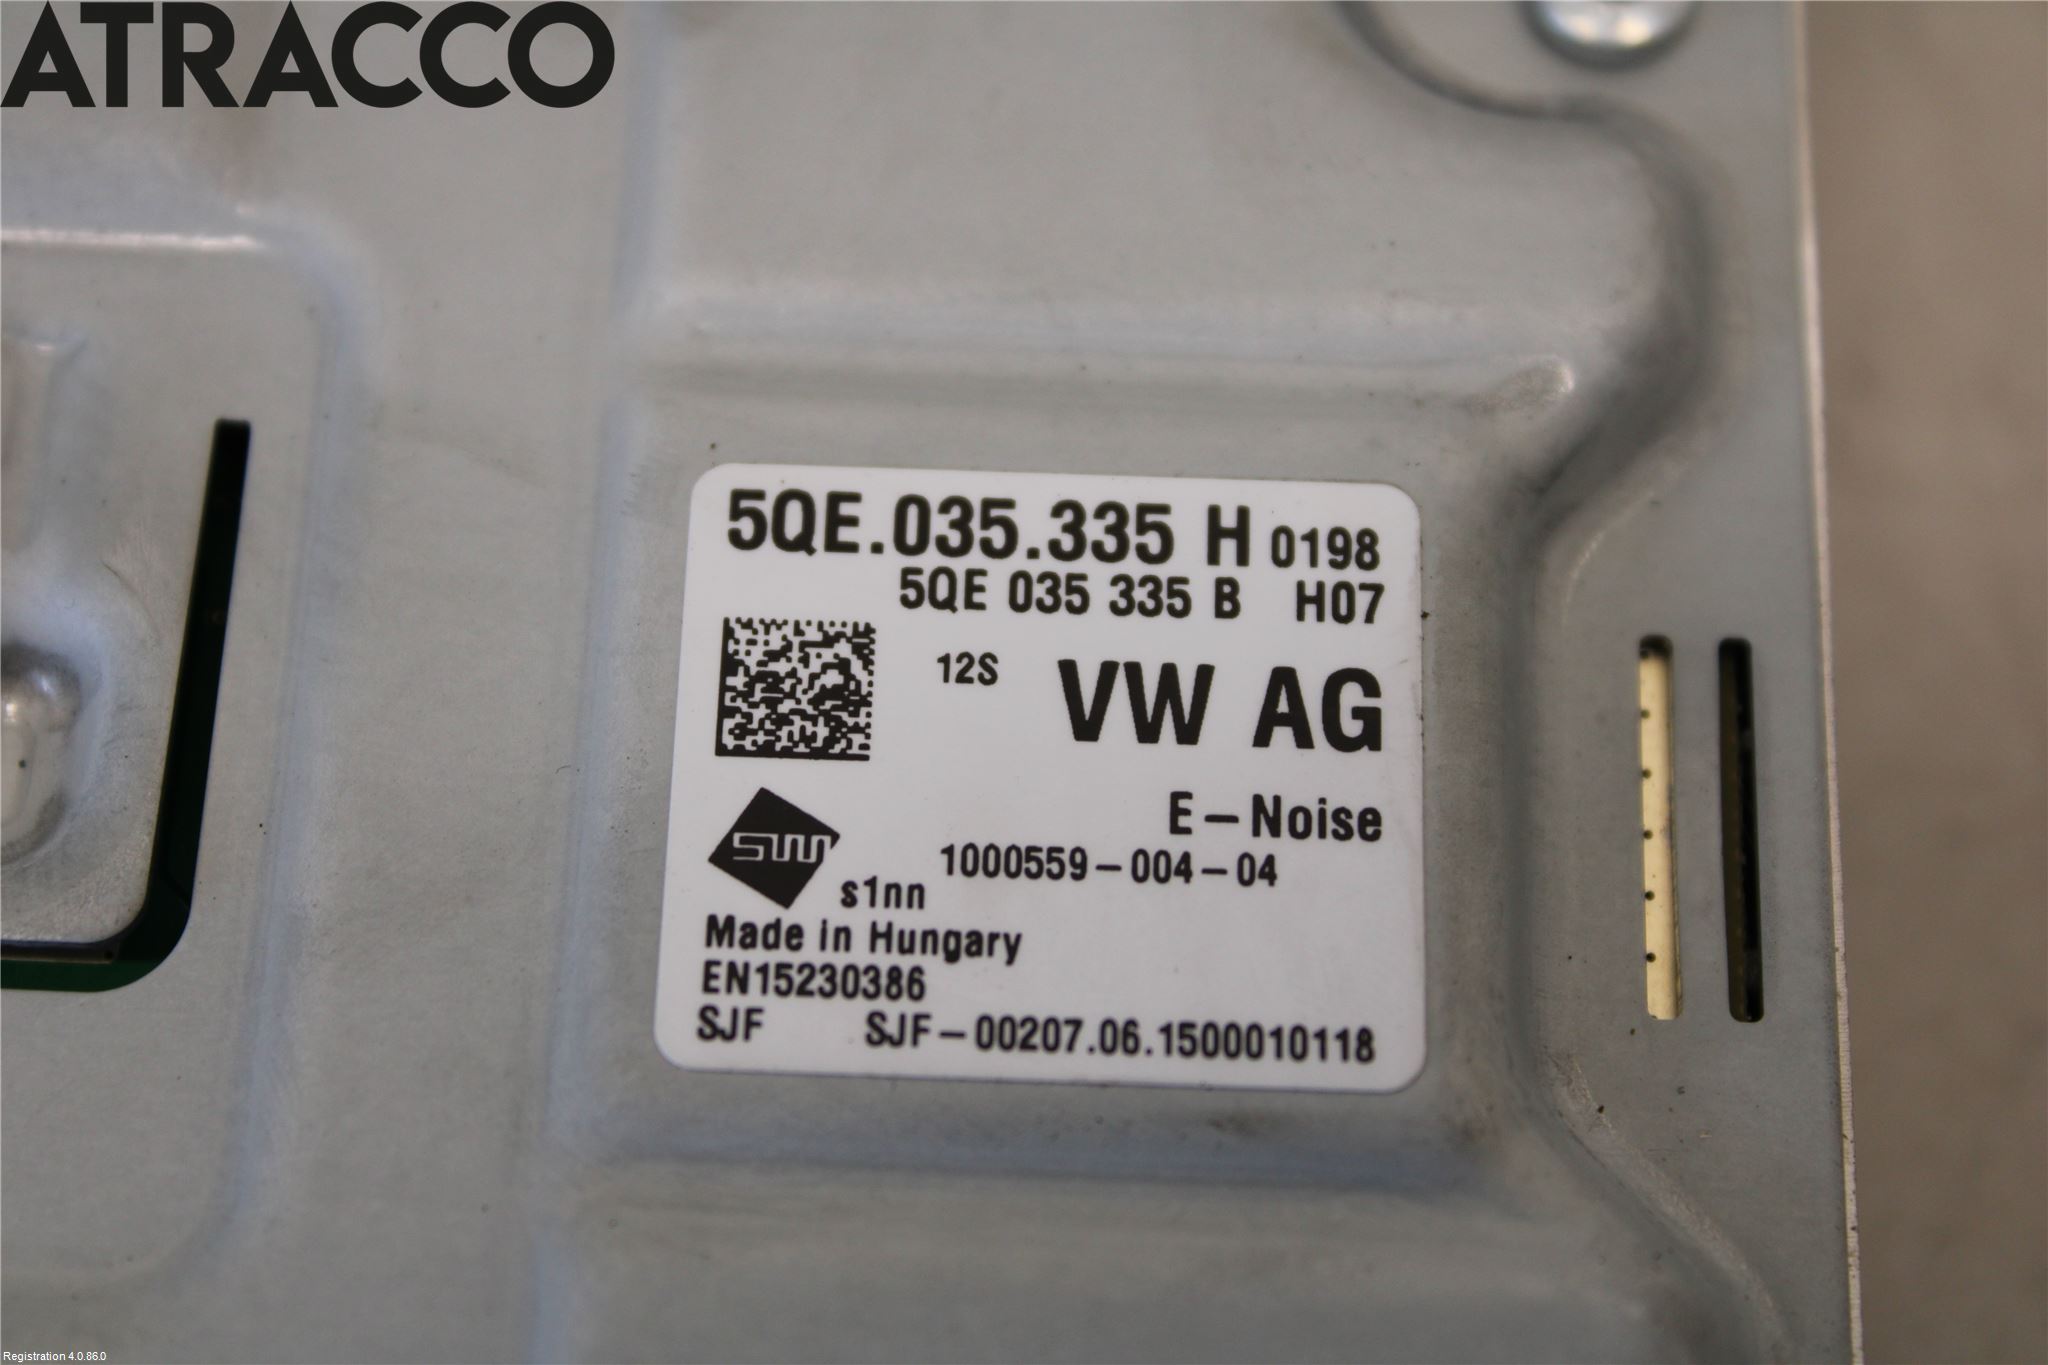 ATRACCO
5QE.035.335 H 0198
5QE 035 335 B H07
12S VW AG
E-Noise
1000559-004-04
s1nn
Made in Hungary
EN15230386
SJF SJF-00207.06.1500010118
Registration 4.0.86.0